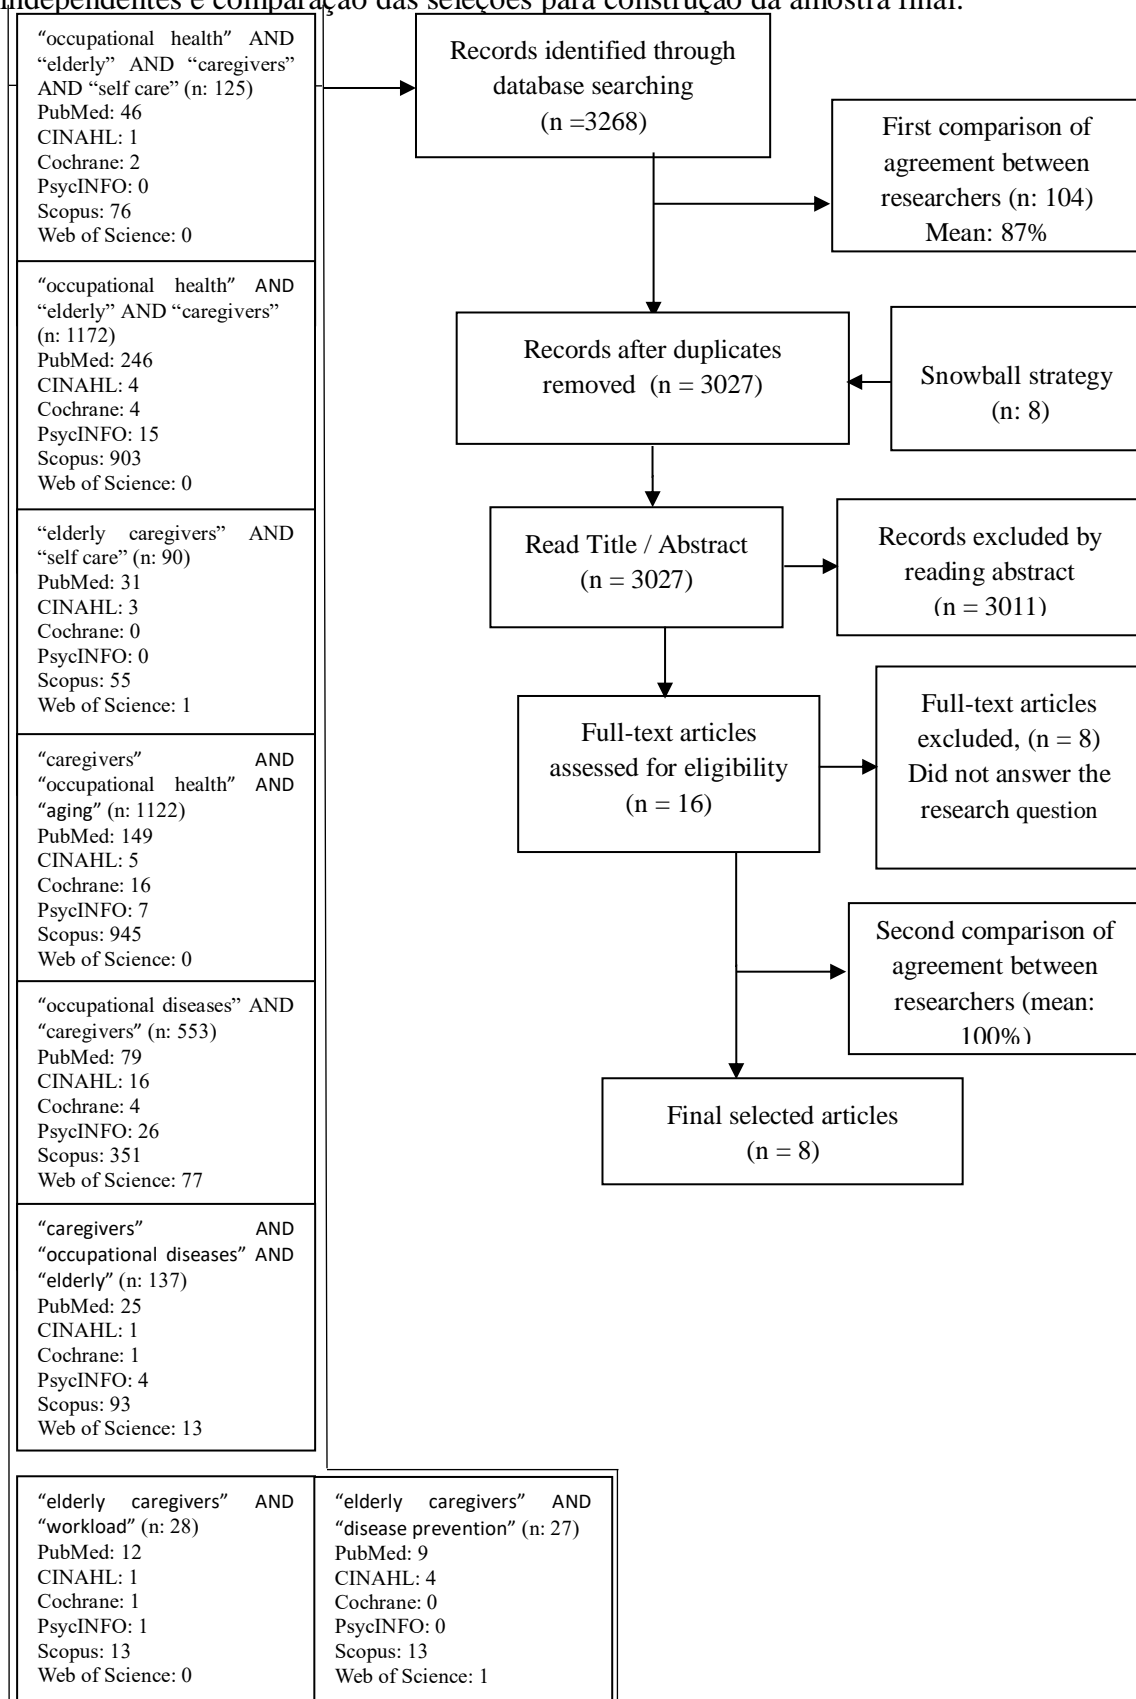 independentes e comparação das seleções para construção da amostra final.
“occupational health” AND
“elderly” AND “caregivers”
AND “self care” (n: 125)
PubMed: 46
CINAHL: 1
Cochrane: 2
PsycINFO: 0
Scopus: 76
Web of Science: 0
“occupational health” AND
“elderly” AND “caregivers”
(n: 1172)
PubMed: 246
CINAHL: 4
Cochrane: 4
PsycINFO: 15
Scopus: 903
Web of Science: 0
“elderly caregivers” AND
“self care” (n: 90)
PubMed: 31
CINAHL: 3
Cochrane: 0
PsycINFO: 0
Scopus: 55
Web of Science: 1
“caregivers” AND
“occupational health” AND
“aging” (n: 1122)
PubMed: 149
CINAHL: 5
Cochrane: 16
PsycINFO: 7
Scopus: 945
Web of Science: 0
“occupational diseases” AND
“caregivers” (n: 553)
PubMed: 79
CINAHL: 16
Cochrane: 4
PsycINFO: 26
Scopus: 351
Web of Science: 77
“caregivers” AND
“occupational diseases” AND
“elderly” (n: 137)
PubMed: 25
CINAHL: 1
Cochrane: 1
PsycINFO: 4
Scopus: 93
Web of Science: 13
“elderly caregivers” AND
“workload” (n: 28)
PubMed: 12
CINAHL: 1
Cochrane: 1
PsycINFO: 1
Scopus: 13
Web of Science: 0
“elderly caregivers” AND
“disease prevention” (n: 27)
PubMed: 9
CINAHL: 4
Cochrane: 0
PsycINFO: 0
Scopus: 13
Web of Science: 1
Records identified through
database searching
(n =3268)
First comparison of
agreement between
researchers (n: 104)
Mean: 87%
Records after duplicates
removed (n = 3027)
Snowball strategy
(n: 8)
Read Title / Abstract
(n = 3027)
Records excluded by
reading abstract
(n = 3011)
Full-text articles
assessed for eligibility
(n = 16)
Full-text articles
excluded, (n = 8)
Did not answer the
research question
Second comparison of
agreement between
researchers (mean:
100%)
Final selected articles
(n = 8)